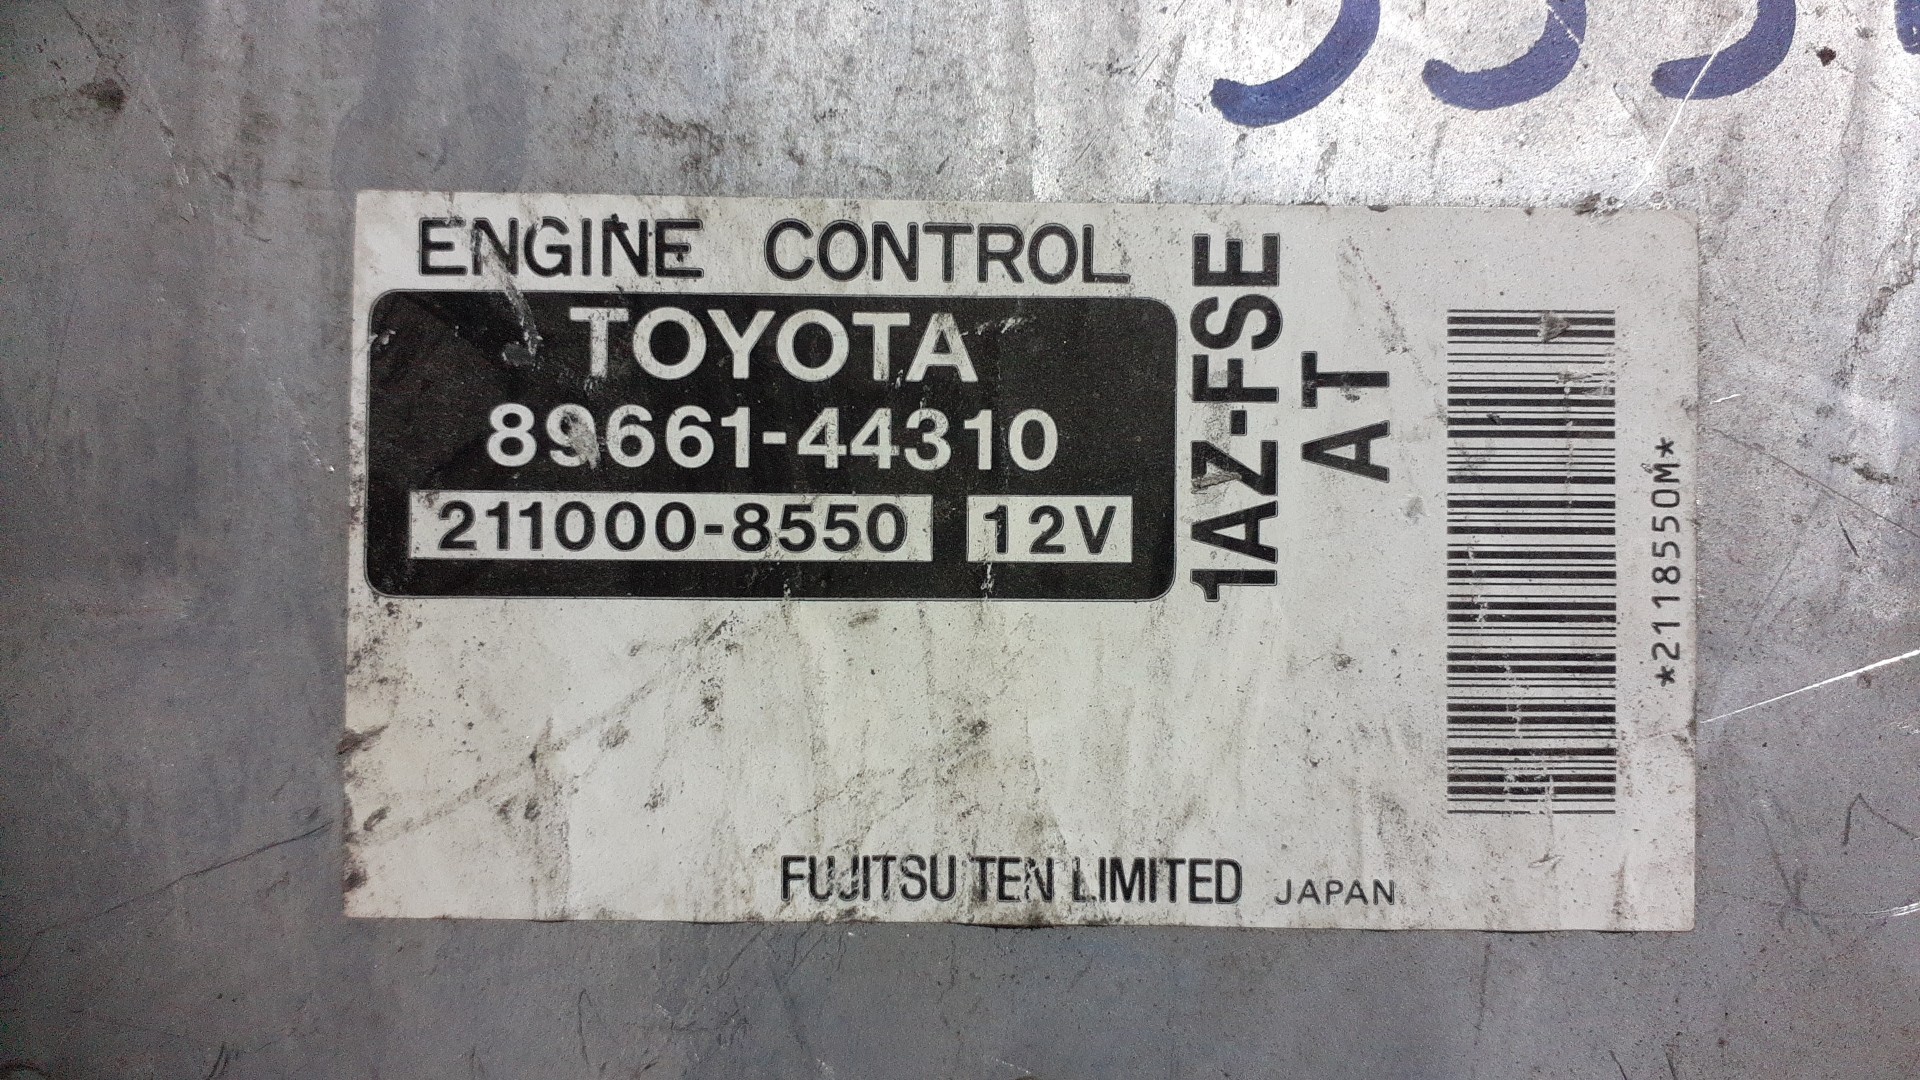 ENGINE CONTROL
TOYOTA
89661-44310
211000-8550 12V
1AZ-FSE
AT
*2118550M*
FUJITSU TEN LIMITED JAPAN